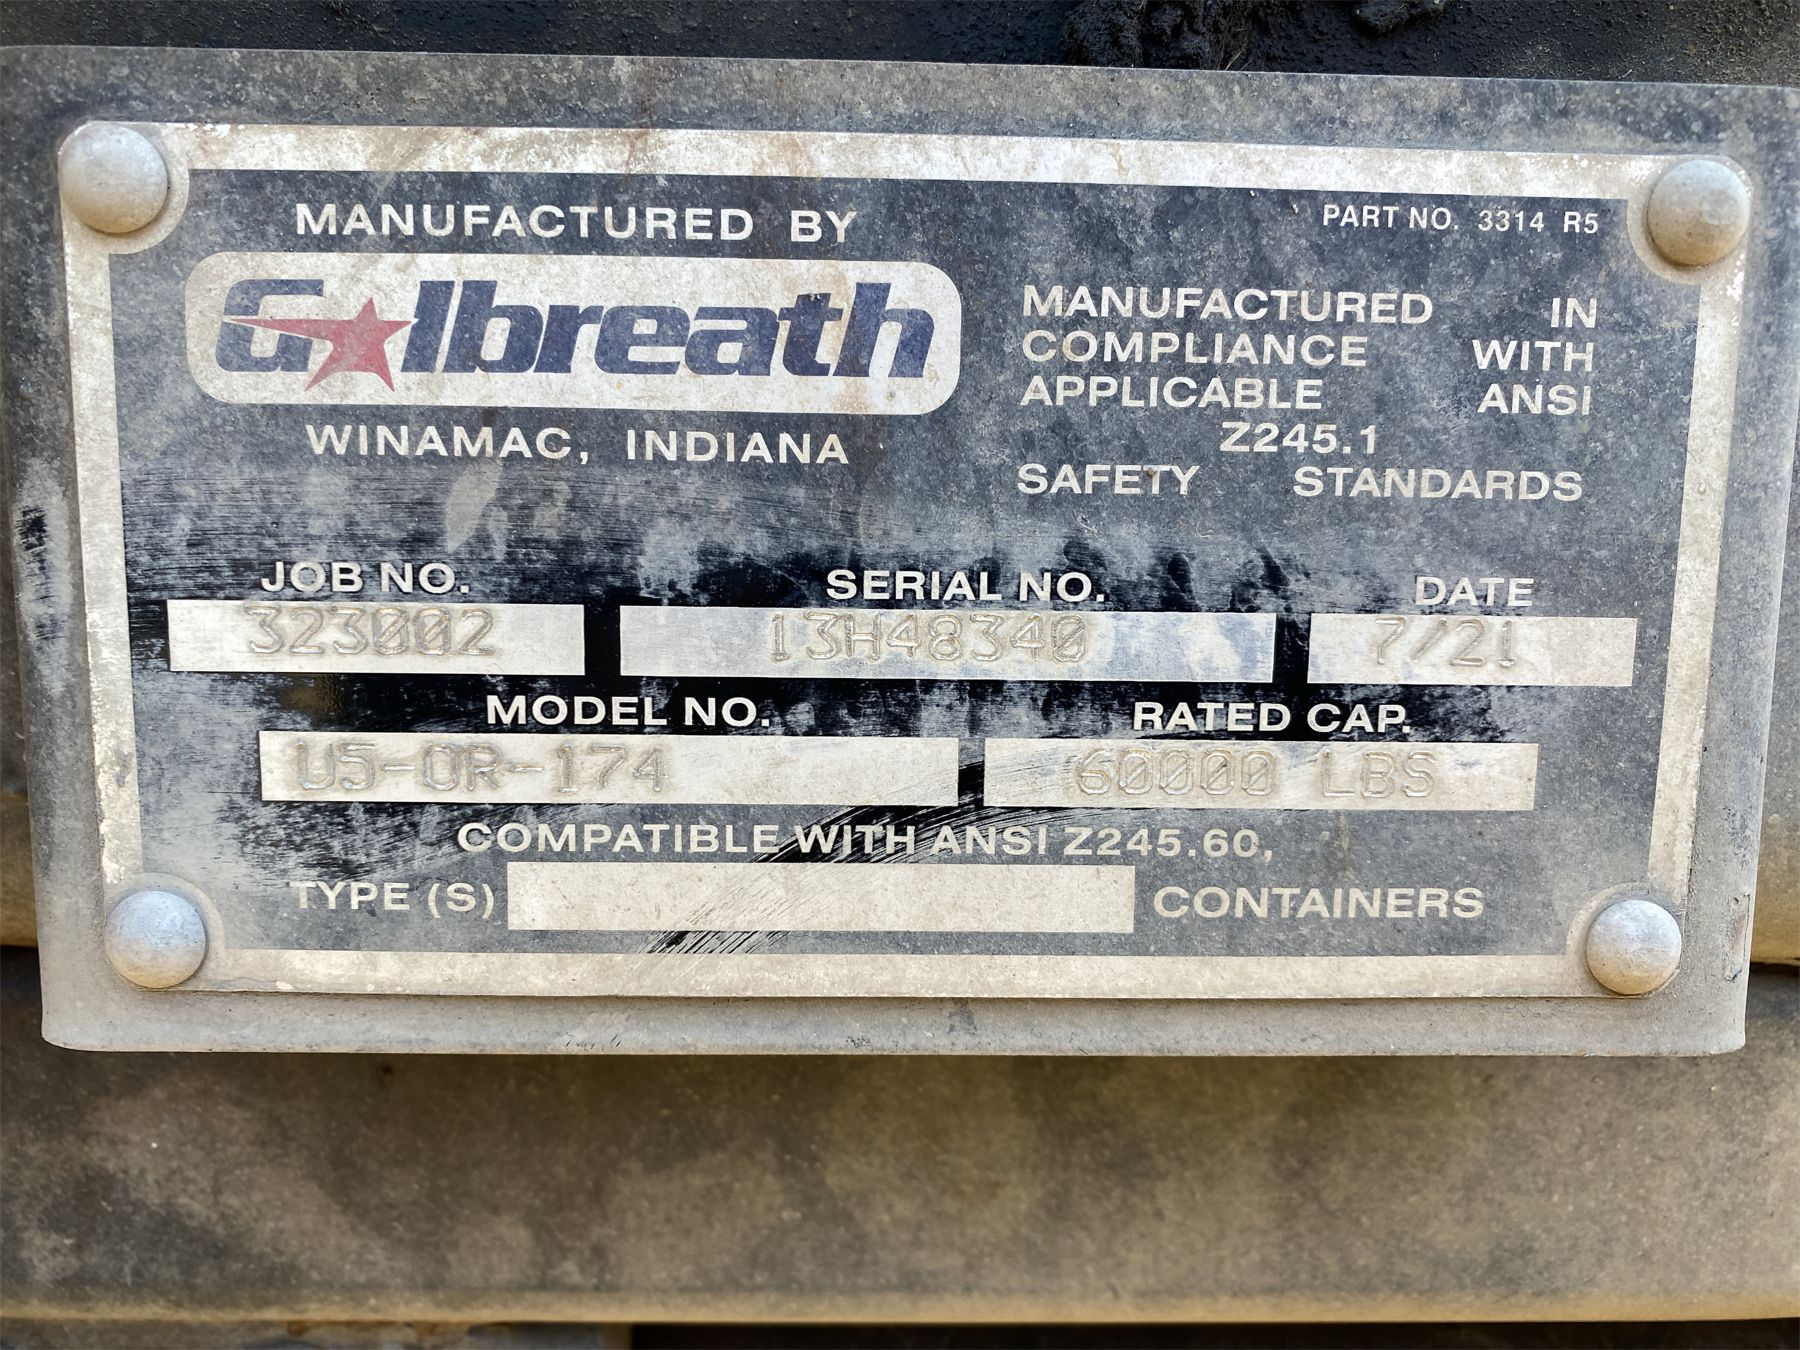 MANUFACTURED BY
PART NO. 3314 R5
Galbreath
WINAMAC, INDIANA
MANUFACTURED IN
COMPLIANCE WITH
APPLICABLE ANSI
Z245.1
SAFETY STANDARDS
JOB NO. SERIAL NO. DATE
323002 13H48340 7/21
MODEL NO. RATED CAP.
U5-OR-174 60000 LBS
COMPATIBLE WITH ANSI Z245.60,
TYPE (S) CONTAINERS